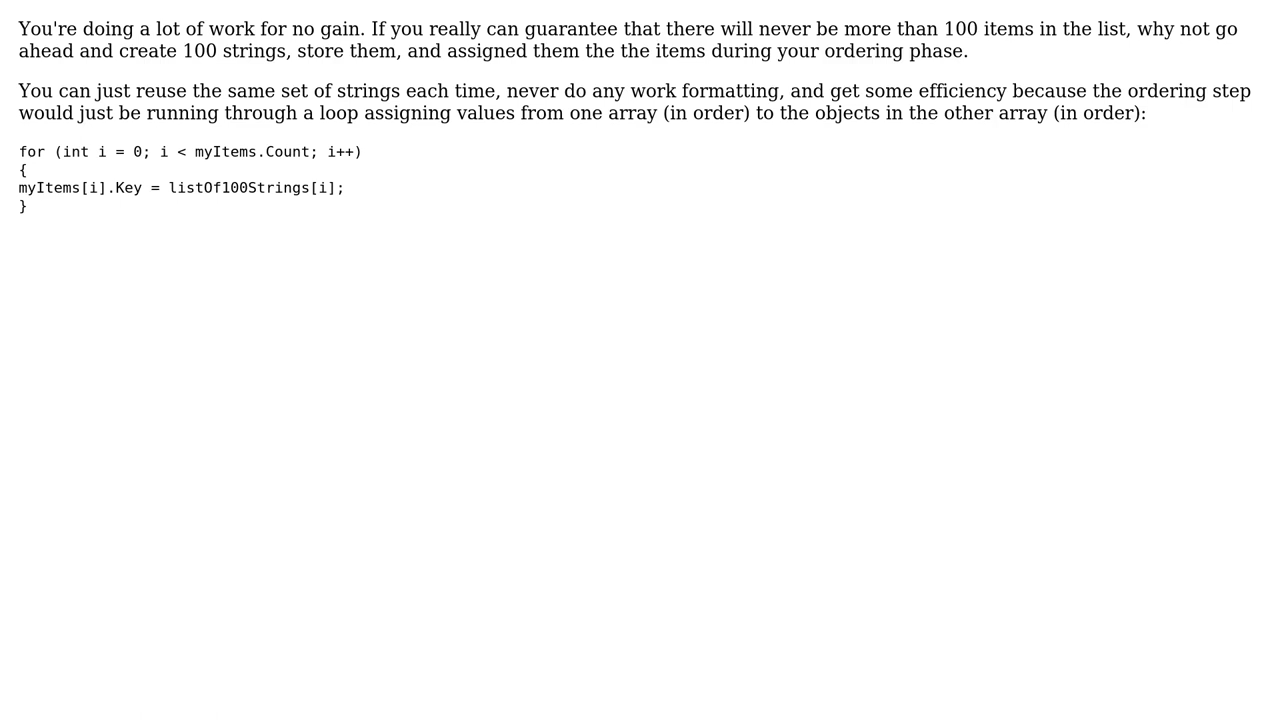 You're doing a lot of work for no gain. If you really can guarantee that there will never be more than 100 items in the list, why not go
ahead and create 100 strings, store them, and assigned them the the items during your ordering phase.
You can just reuse the same set of strings each time, never do any work formatting, and get some efficiency because the ordering step
would just be running through a loop assigning values from one array (in order) to the objects in the other array (in order):
for (int i = 0; i < myItems.Count; i++)
{
myItems[i].Key = listOf100Strings[i];
}